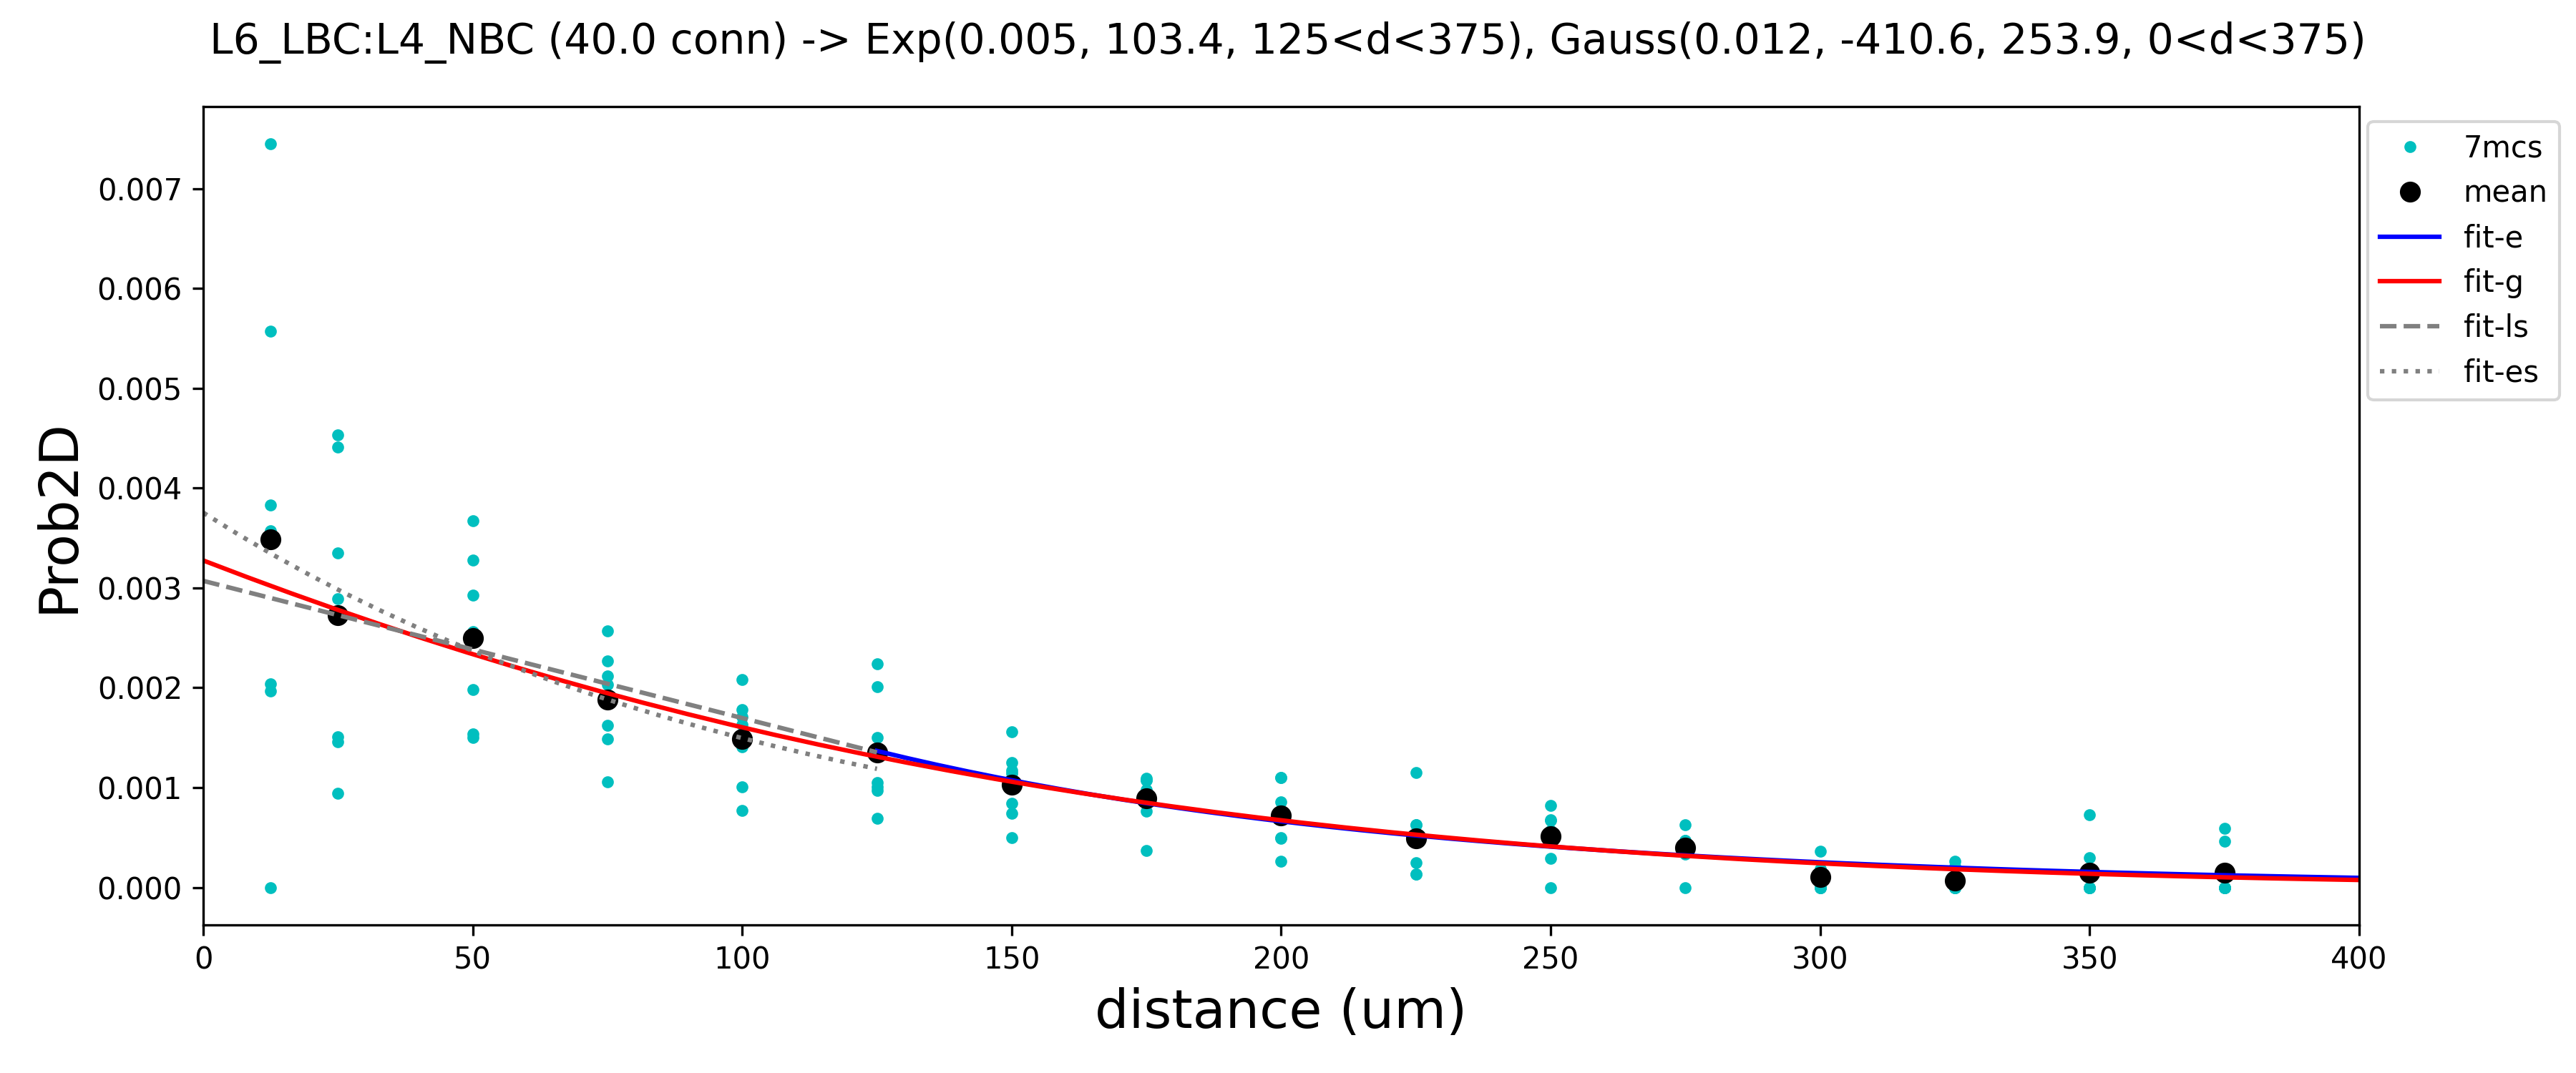 L6_LBC:L4_NBC (40.0 conn) -> Exp(0.005, 103.4, 125<d<375), Gauss(0.012, -410.6, 253.9, 0<d<375)
7mcs
mean
fit-e
fit-g
fit-ls
fit-es
Prob2D
0.007
0.006
0.005
0.004
0.003
0.002
0.001
0.000
0 50 100 150 200 250 300 350 400
distance (um)